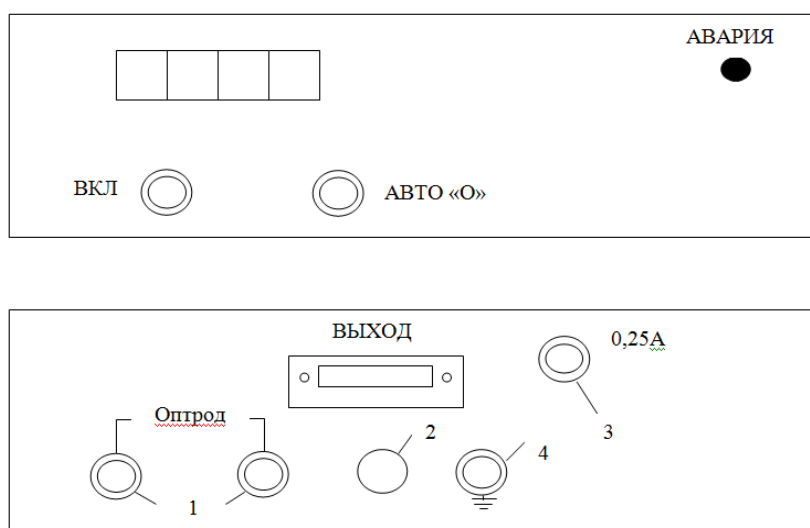 АВАРИЯ
ВКЛ
АВТО «О»
ВЫХОД
0,25А
Оптрод
2
3
4
1